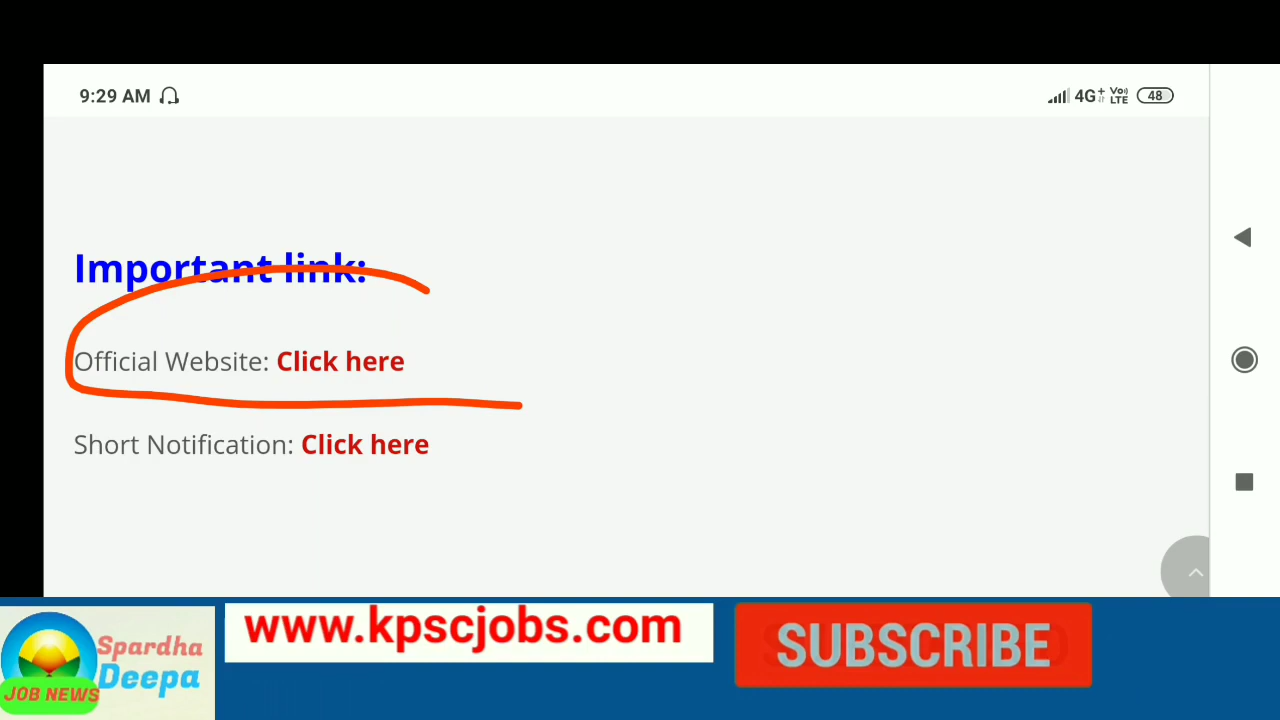 9:29 AM 4G+ Vo) LTE 48
Important link:
Official Website: Click here
Short Notification: Click here
Spardha
Deepa
JOB NEWS
www.kpscjobs.com
SUBSCRIBE